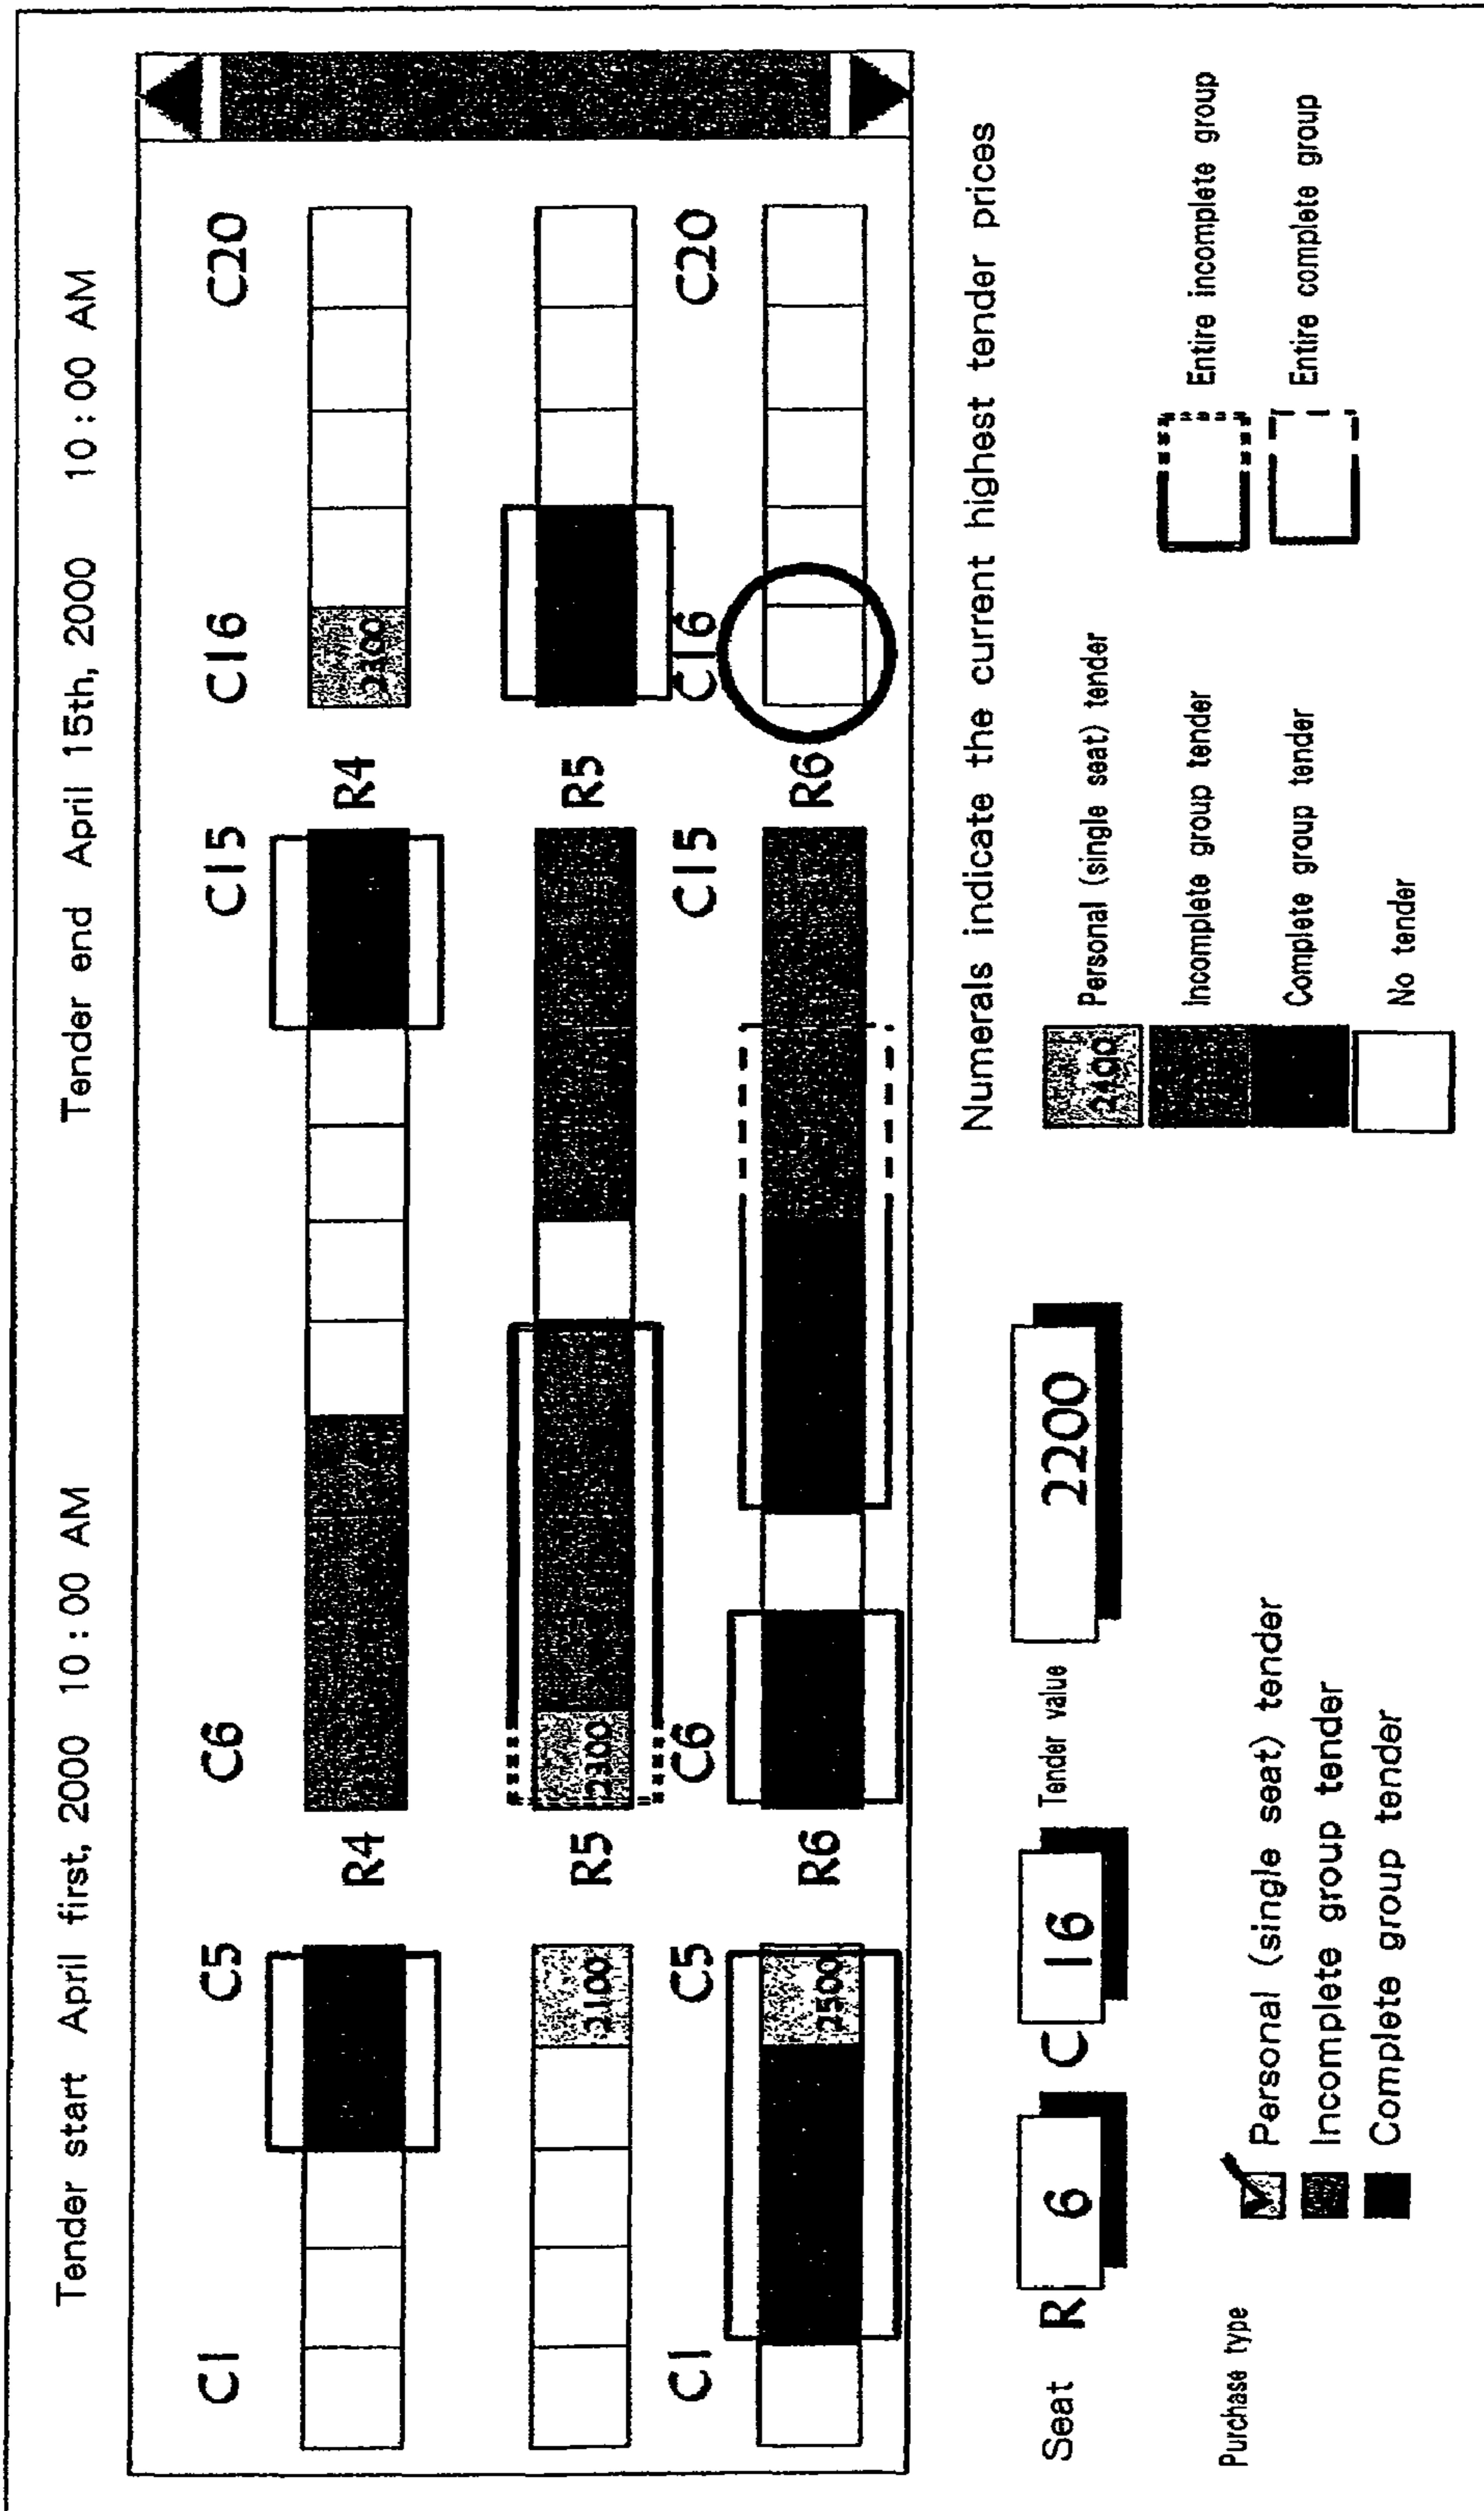 Tender start April first, 2000 10:00 AM Tender end April 15th, 2000 10:00 AM
C1 C5 C6 C15 C16 C20
R4 R4
R5 2100 R5 2300 R5
C1 C5 C6 C15 C16 C20
2500 R6 R6
Numerals indicate the current highest tender prices
Seat R 6 C 16 Tender value 2200
Personal (single seat) tender
Incomplete group tender
Complete group tender
No tender
Entire incomplete group
Entire complete group
Purchase type
Personal (single seat) tender
Incomplete group tender
Complete group tender